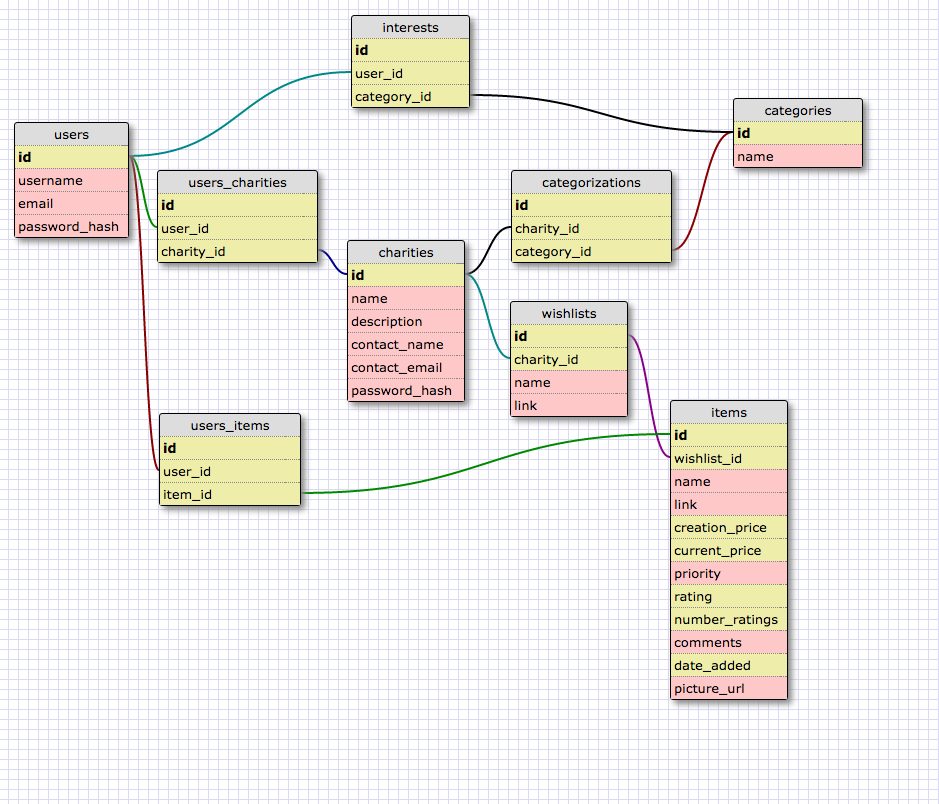 interests
id
user_id
category_id
categories
id
name
users
id
username
email
password_hash
users_charities
id
user_id
charity_id
categorizations
id
charity_id
category_id
charities
id
name
description
contact_name
contact_email
password_hash
wishlists
id
charity_id
name
link
items
id
wishlist_id
name
link
creation_price
current_price
priority
rating
number_ratings
comments
date_added
picture_url
users_items
id
user_id
item_id